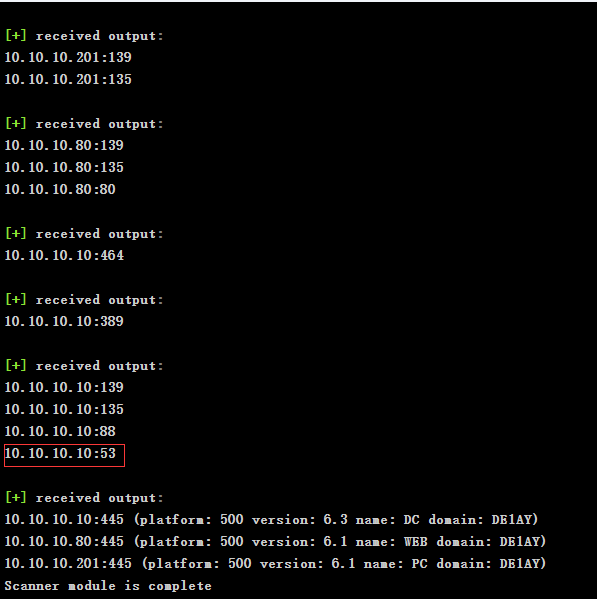 [+] received output:
10.10.10.201:139
10.10.10.201:135
[+] received output:
10.10.10.80:139
10.10.10.80:135
10.10.10.80:80
[+] received output:
10.10.10.10:464
[+] received output:
10.10.10.10:389
[+] received output:
10.10.10.10:139
10.10.10.10:135
10.10.10.10:88
10.10.10.10:53
[+] received output:
10.10.10.10:445 (platform: 500 version: 6.3 name: DC domain: DE1AY)
10.10.10.80:445 (platform: 500 version: 6.1 name: WEB domain: DE1AY)
10.10.10.201:445 (platform: 500 version: 6.1 name: PC domain: DE1AY)
Scanner module is complete